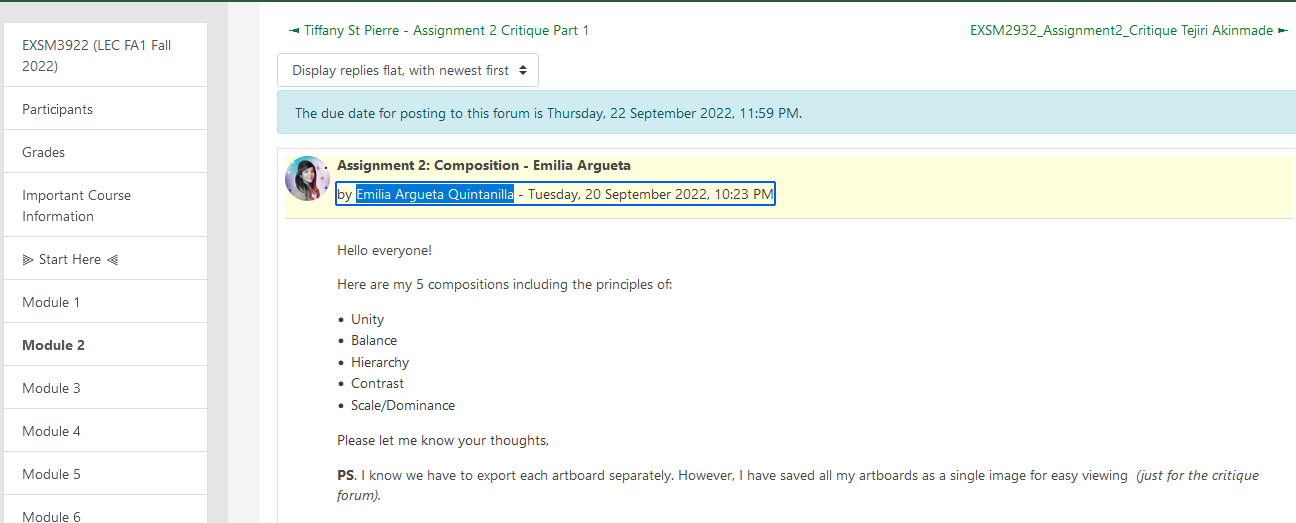 EXSM3922 (LEC FA1 Fall
2022)
Participants
Grades
Important Course
Information
⫸ Start Here ⫷
Module 1
Module 2
Module 3
Module 4
Module 5
Module 6
◄ Tiffany St Pierre - Assignment 2 Critique Part 1
EXSM2932_Assignment2_Critique Tejiri Akinmade ►
Display replies flat, with newest first
The due date for posting to this forum is Thursday, 22 September 2022, 11:59 PM.
Assignment 2: Composition - Emilia Argueta
by Emilia Argueta Quintanilla - Tuesday, 20 September 2022, 10:23 PM
Hello everyone!
Here are my 5 compositions including the principles of:
• Unity
• Balance
• Hierarchy
• Contrast
• Scale/Dominance
Please let me know your thoughts,
PS. I know we have to export each artboard separately. However, I have saved all my artboards as a single image for easy viewing (just for the critique
forum).